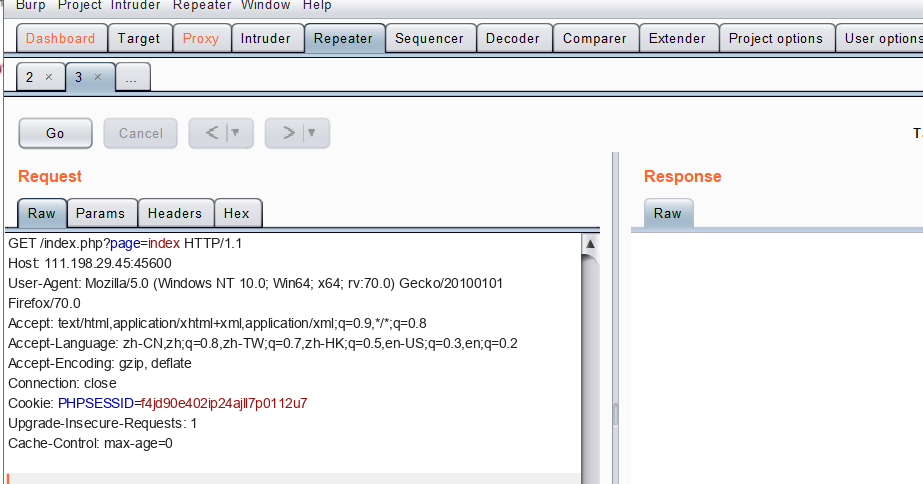 Burp Project Intruder Repeater Window Help
Dashboard Target Proxy Intruder Repeater Sequencer Decoder Comparer Extender Project options User options
2 × 3 × ...
Go Cancel < ▼ > ▼
Request
Response
Raw Params Headers Hex
Raw
GET /index.php?page=index HTTP/1.1
Host: 111.198.29.45:45600
User-Agent: Mozilla/5.0 (Windows NT 10.0; Win64; x64; rv:70.0) Gecko/20100101
Firefox/70.0
Accept: text/html,application/xhtml+xml,application/xml;q=0.9,*/*;q=0.8
Accept-Language: zh-CN,zh;q=0.8,zh-TW;q=0.7,zh-HK;q=0.5,en-US;q=0.3,en;q=0.2
Accept-Encoding: gzip, deflate
Connection: close
Cookie: PHPSESSID=f4jd90e402ip24ajll7p0112u7
Upgrade-Insecure-Requests: 1
Cache-Control: max-age=0